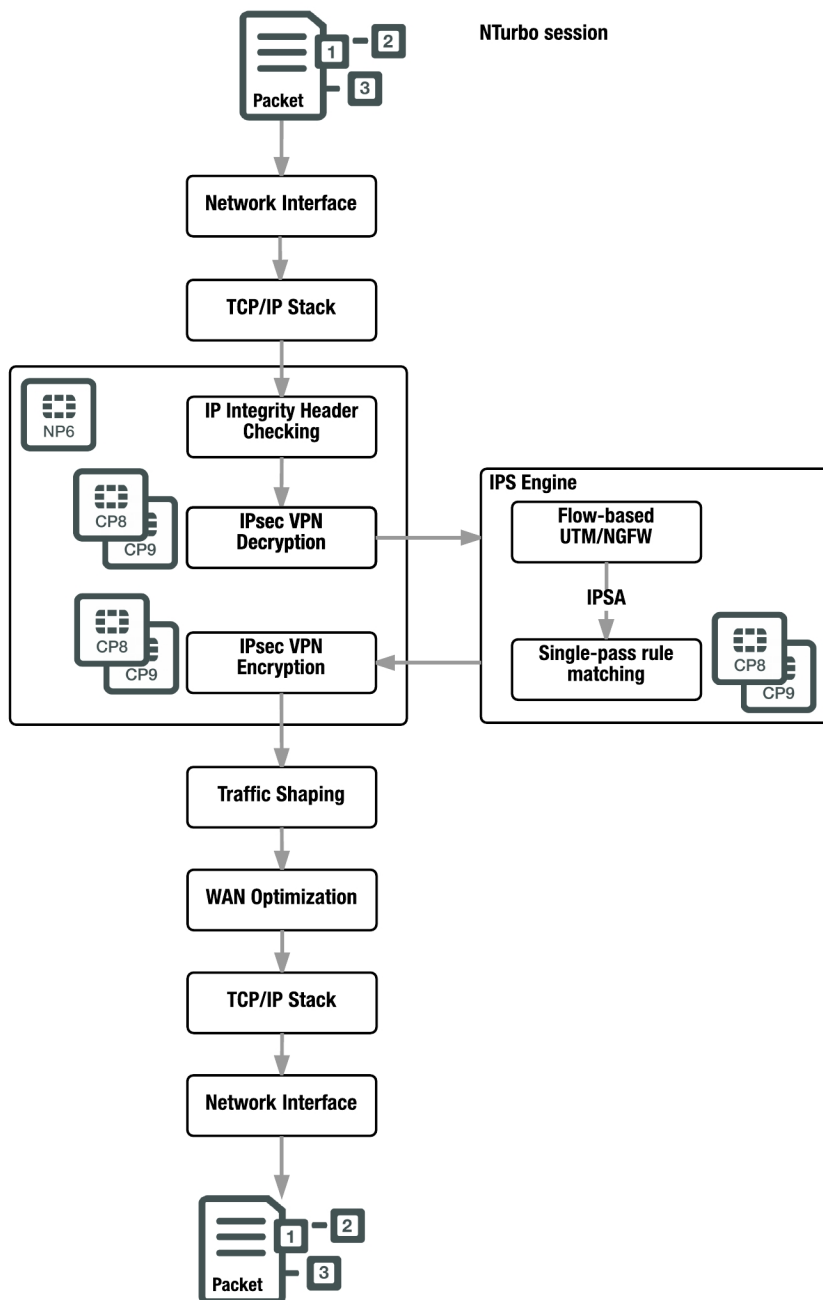 NTurbo session
1
2
3
Packet
Network Interface
TCP/IP Stack
NP6
IP Integrity Header
Checking
CP8
CP9
IPsec VPN
Decryption
IPS Engine
Flow-based
UTM/NGFW
IPSA
Single-pass rule
matching
CP8
CP9
CP8
CP9
IPsec VPN
Encryption
Traffic Shaping
WAN Optimization
TCP/IP Stack
Network Interface
1
2
3
Packet